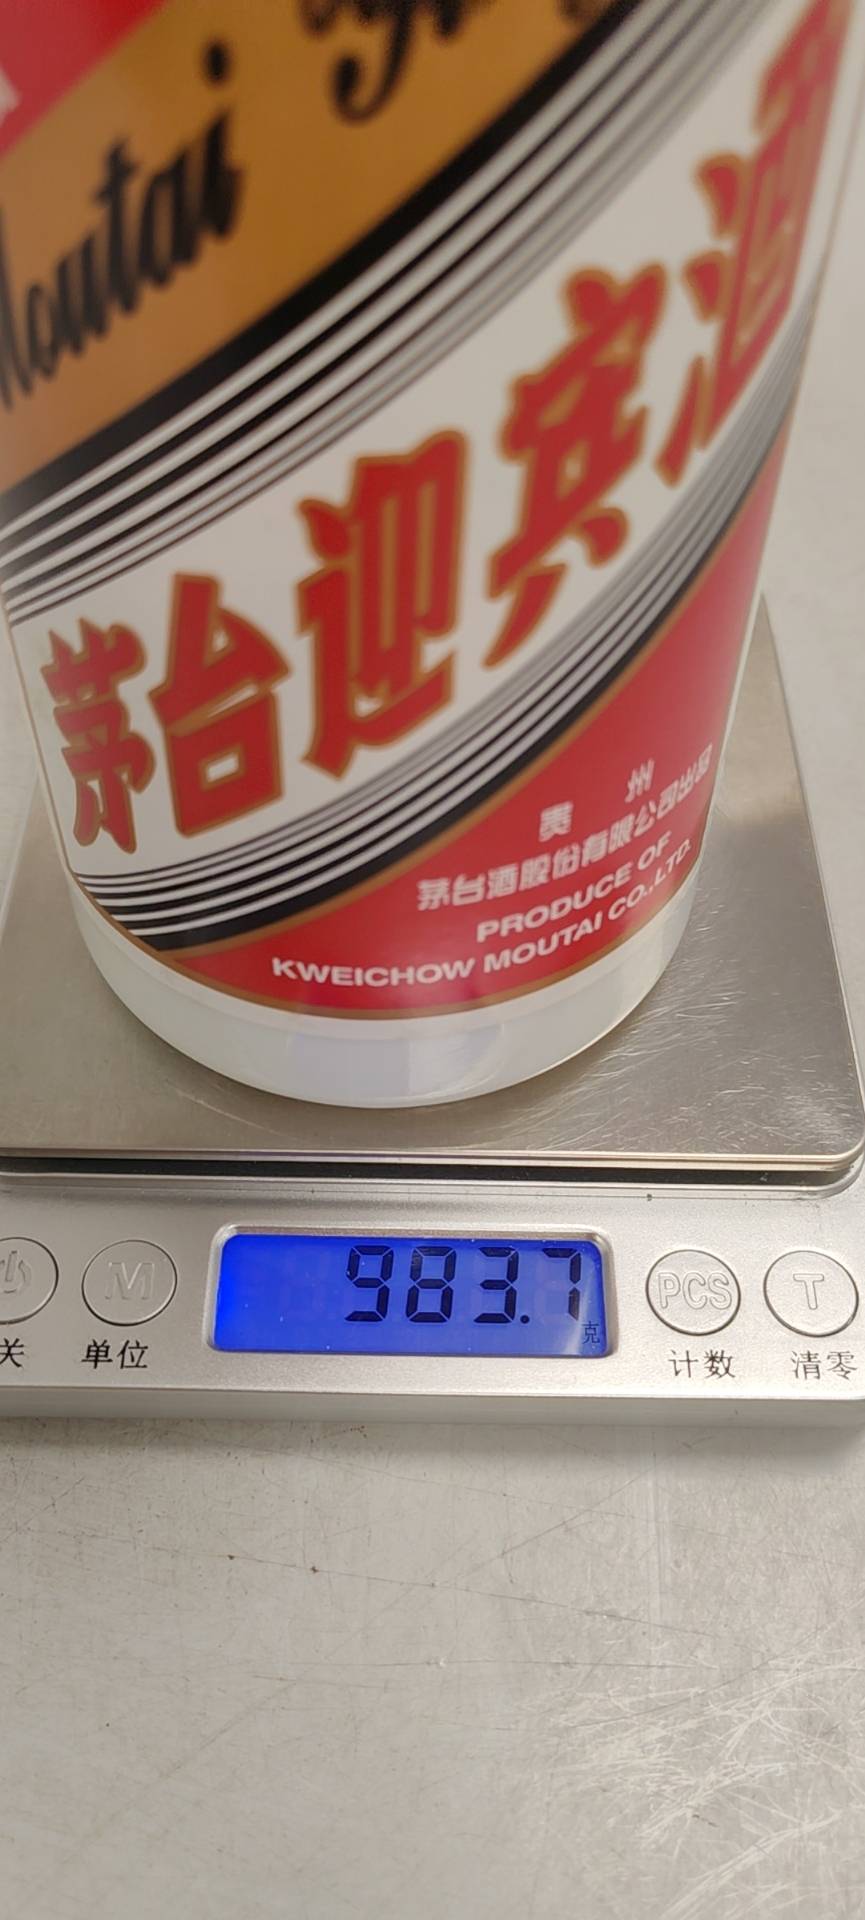 Moutai
茅台迎宾酒
贵州
茅台酒股份有限公司出品
PRODUCE OF
KWEICHOW MOUTAI CO.,LTD.
983.7
克
M
PCS
T
关
单位
计数
清零